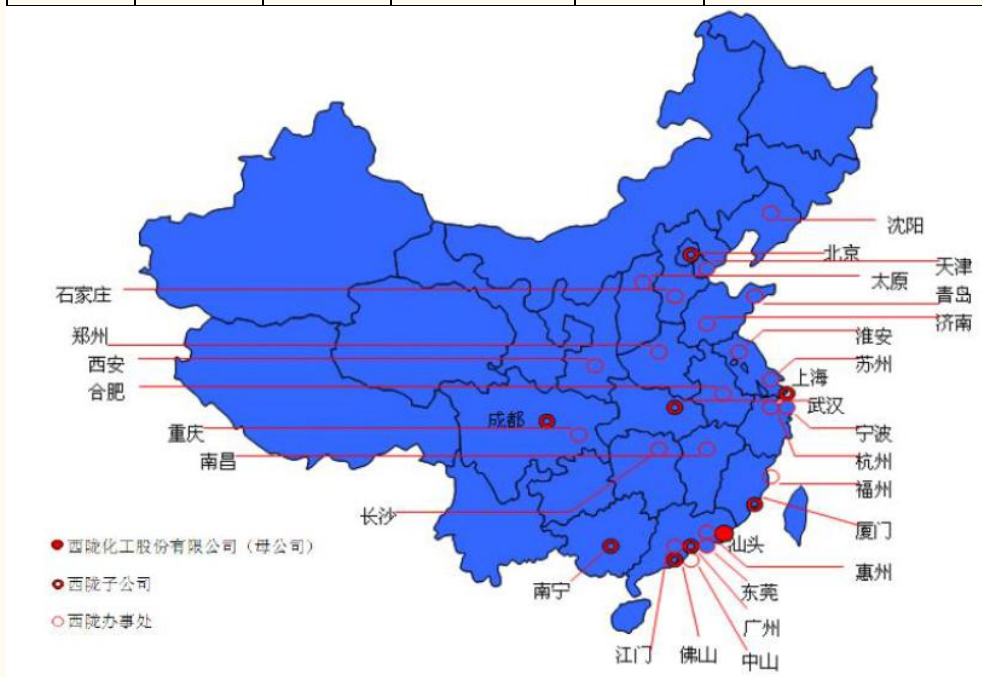 沈阳
北京
天津
太原
石家庄
青岛
济南
郑州
淮安
西安
苏州
合肥
上海
武汉
成都
重庆
宁波
南昌
杭州
福州
长沙
厦门
西陇化工股份有限公司（母公司）
汕头
惠州
西陇子公司
南宁
东莞
西陇办事处
广州
江门
佛山
中山